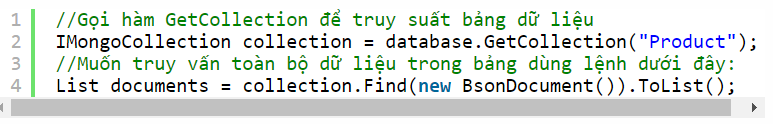 1 //Gọi hàm GetCollection để truy suất bảng dữ liệu
2 IMongoCollection collection = database.GetCollection("Product");
3 //Muốn truy vấn toàn bộ dữ liệu trong bảng dùng lệnh dưới đây:
4 List documents = collection.Find(new BsonDocument()).ToList();